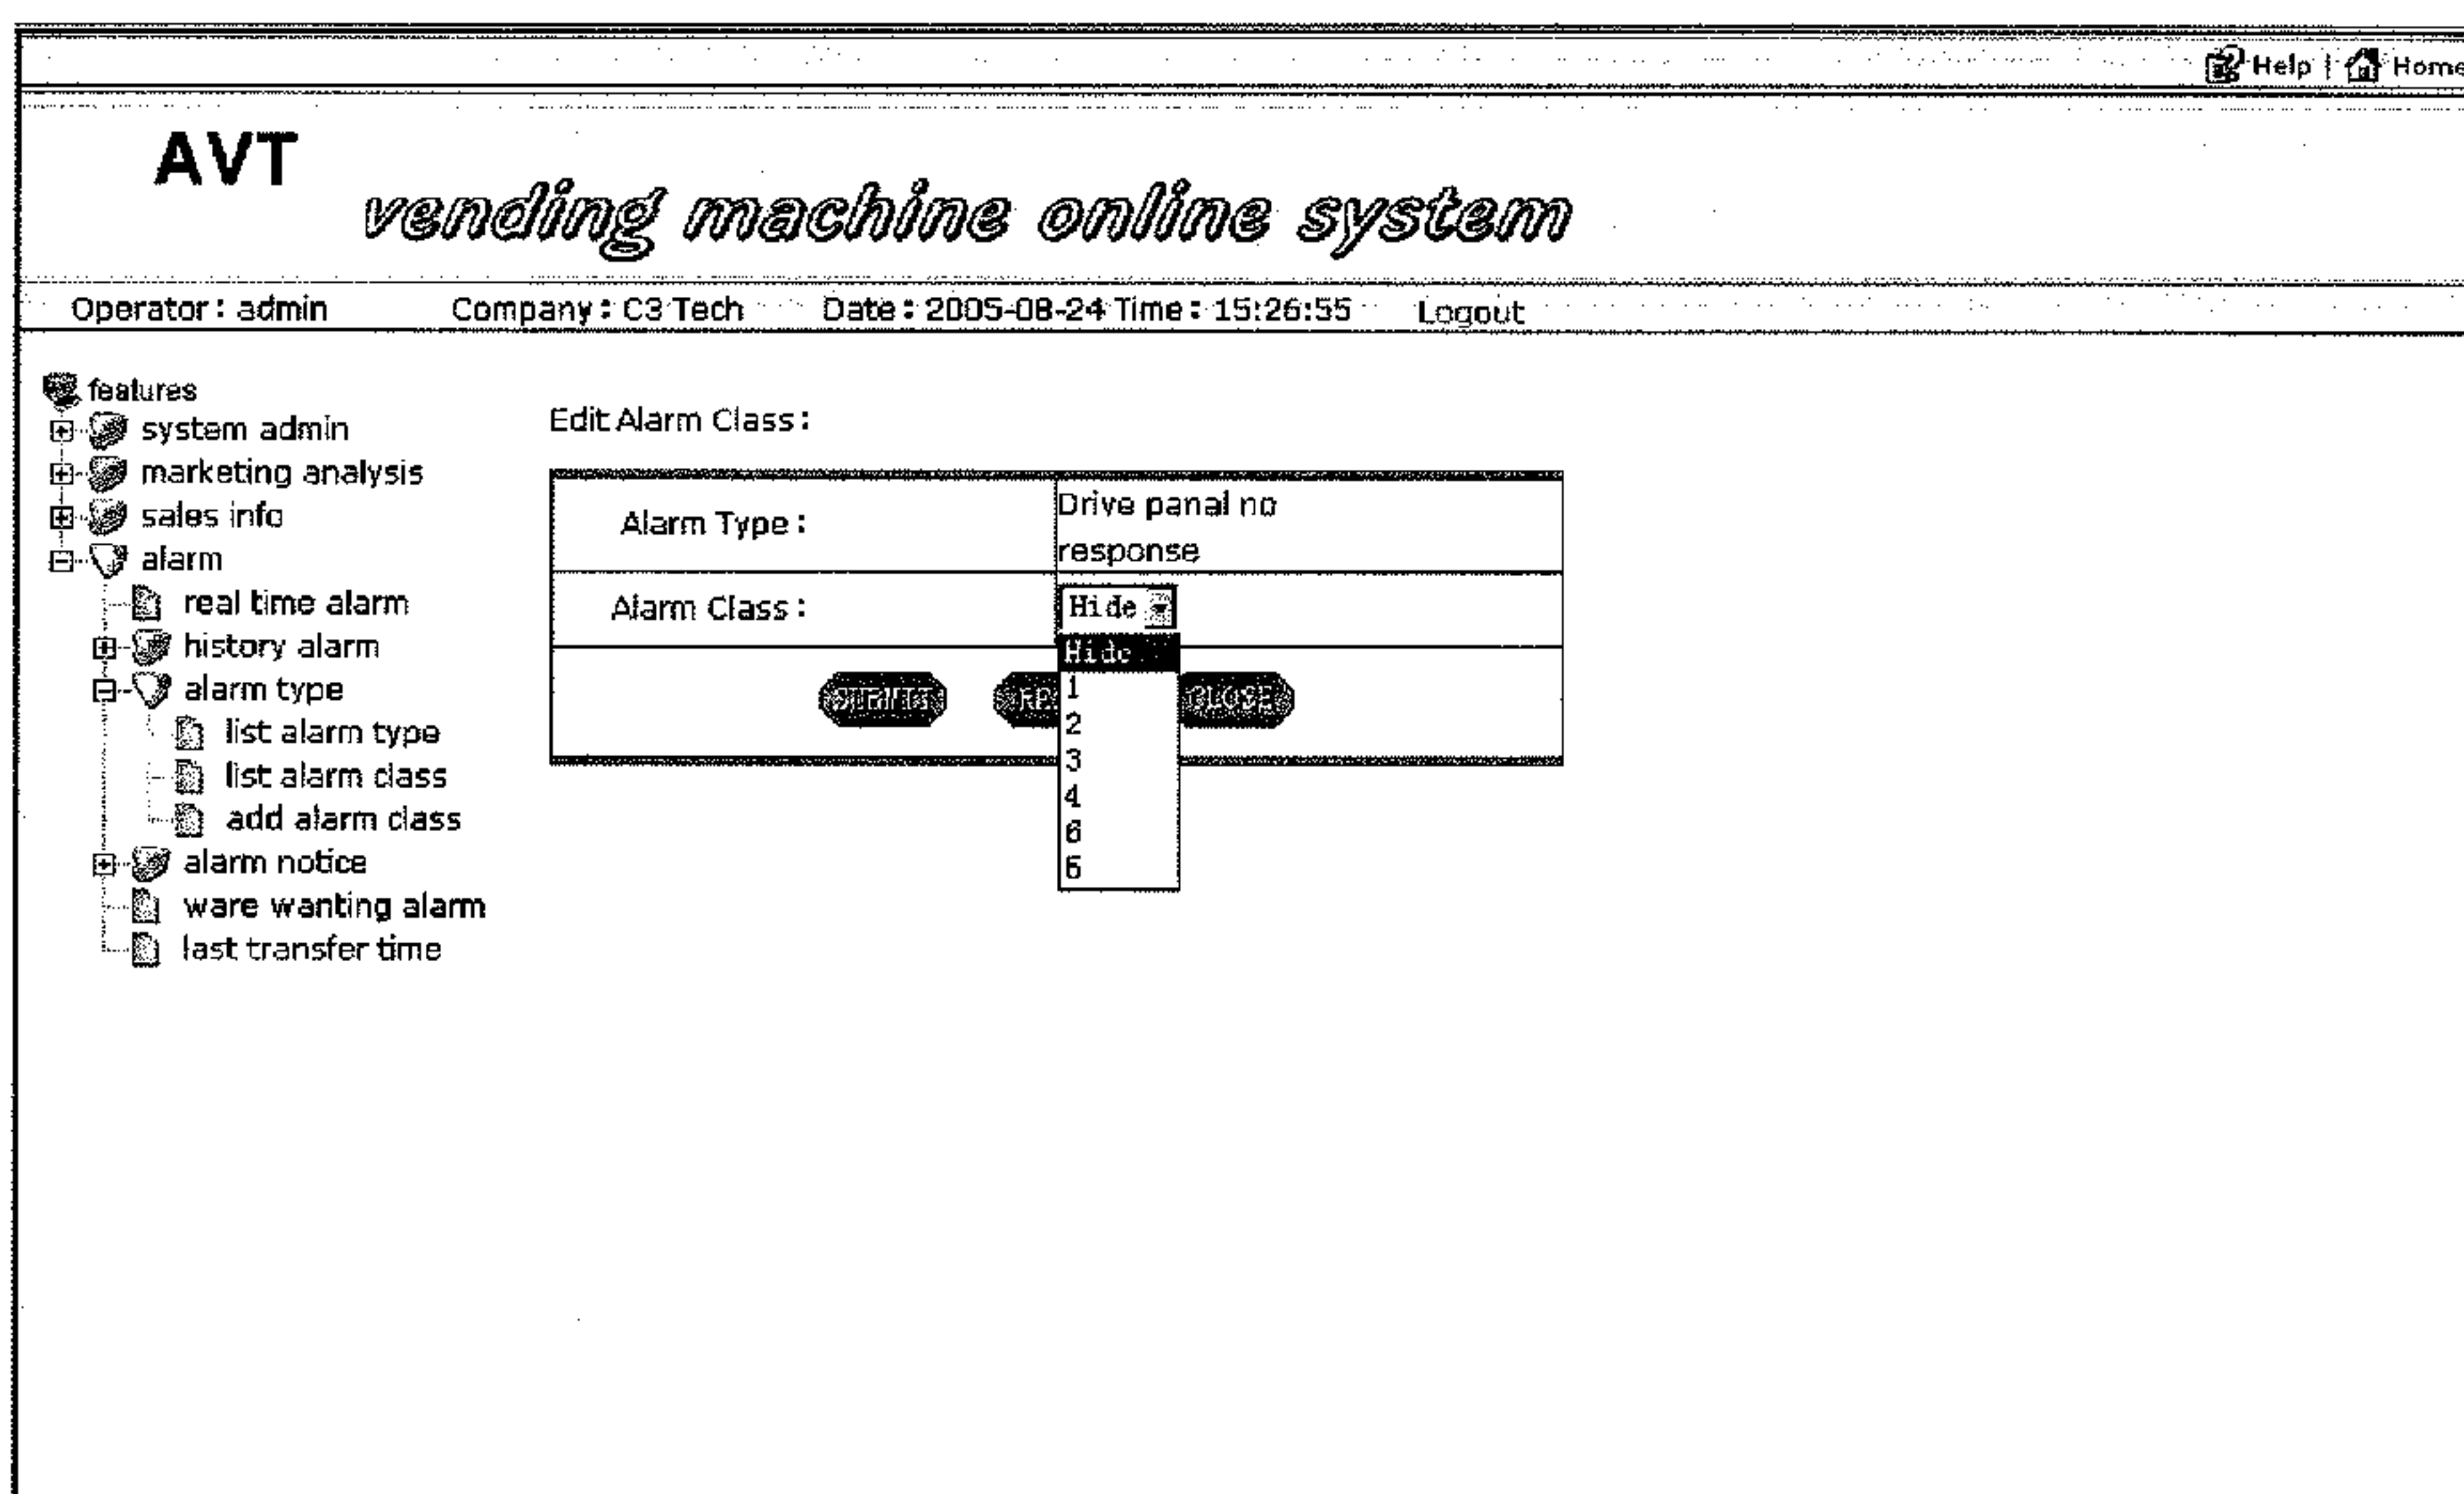 Help | Home
AVT
vending machine online system
Operator: admin Company: C3 Tech Date: 2005-08-24 Time: 15:26:55 Logout
features
system admin
marketing analysis
sales info
alarm
real time alarm
history alarm
alarm type
list alarm type
list alarm class
add alarm class
alarm notice
ware wanting alarm
last transfer time
Edit Alarm Class:
Alarm Type: Drive panal no
response
Alarm Class: Hide
Hide
1
2
3
4
6
6
SUBMIT CLOSE